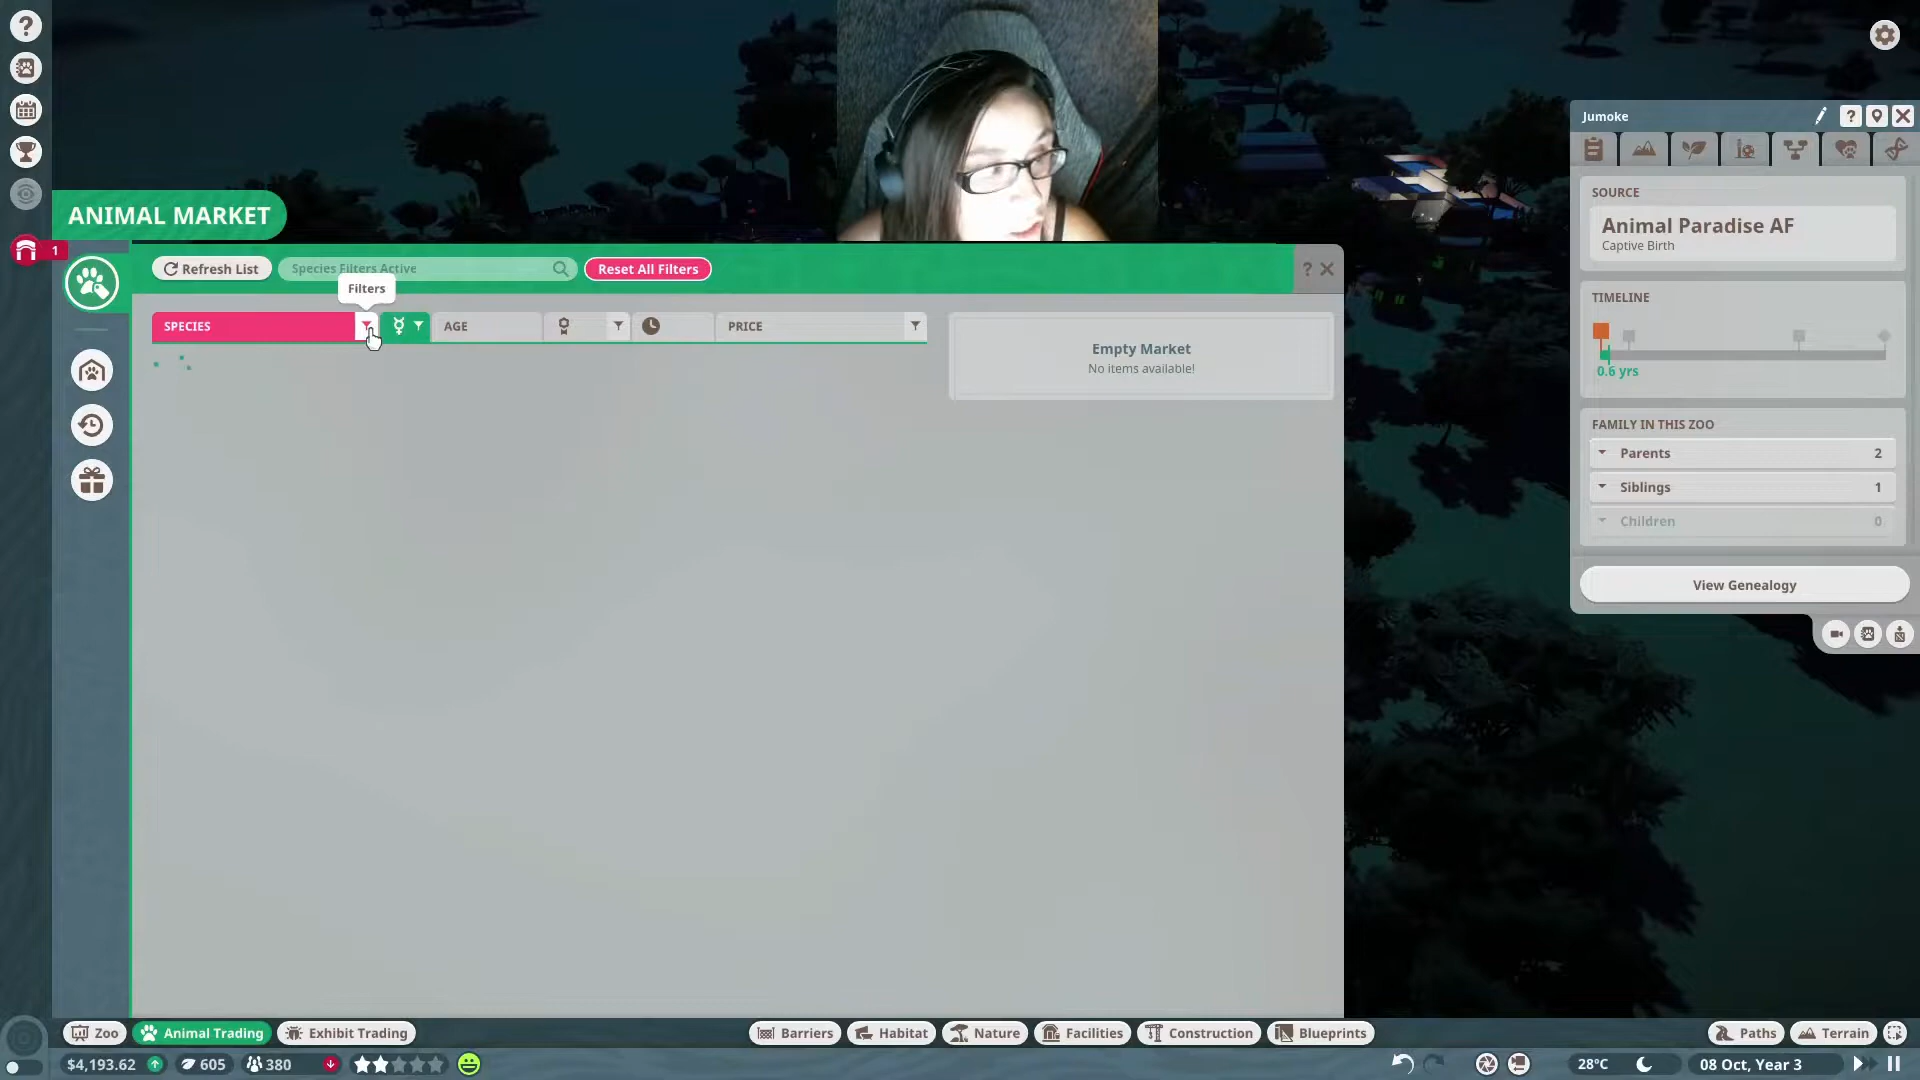 ?
Jumoke
?
ANIMAL MARKET
SOURCE
Animal Paradise AF
Captive Birth
1
Refresh List
Species Filters Active
Reset All Filters
?
Filters
TIMELINE
SPECIES
AGE
PRICE
Empty Market
No items available!
0.6 yrs
FAMILY IN THIS ZOO
Parents 2
Siblings 1
Children 0
View Genealogy
Zoo
Animal Trading
Exhibit Trading
Barriers
Habitat
Nature
Facilities
Construction
Blueprints
Paths
Terrain
$4,193.62
605
380
28°C
08 Oct, Year 3